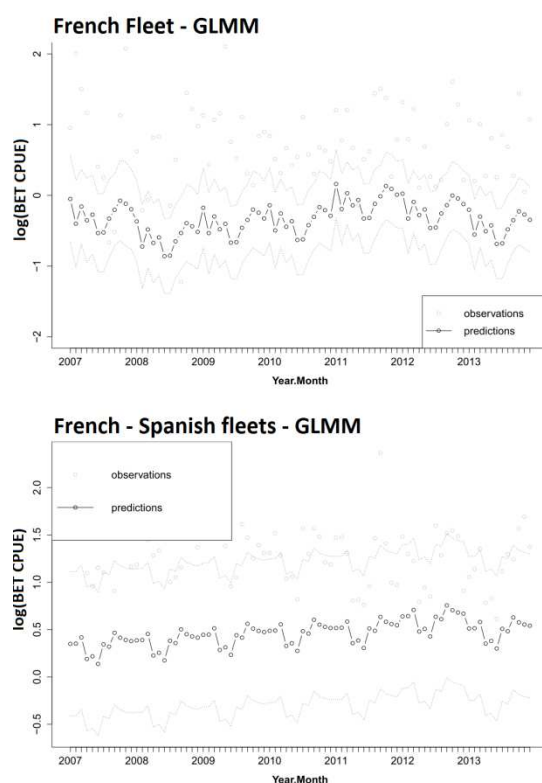 French Fleet - GLMM
log(BET CPUE)
2
1
0
-1
-2
observations
predictions
2007 2008 2009 2010 2011 2012 2013
Year.Month
French - Spanish fleets - GLMM
observations
predictions
log(BET CPUE)
2.0
1.5
1.0
0.5
0.0
-0.5
2007 2008 2009 2010 2011 2012 2013
Year.Month